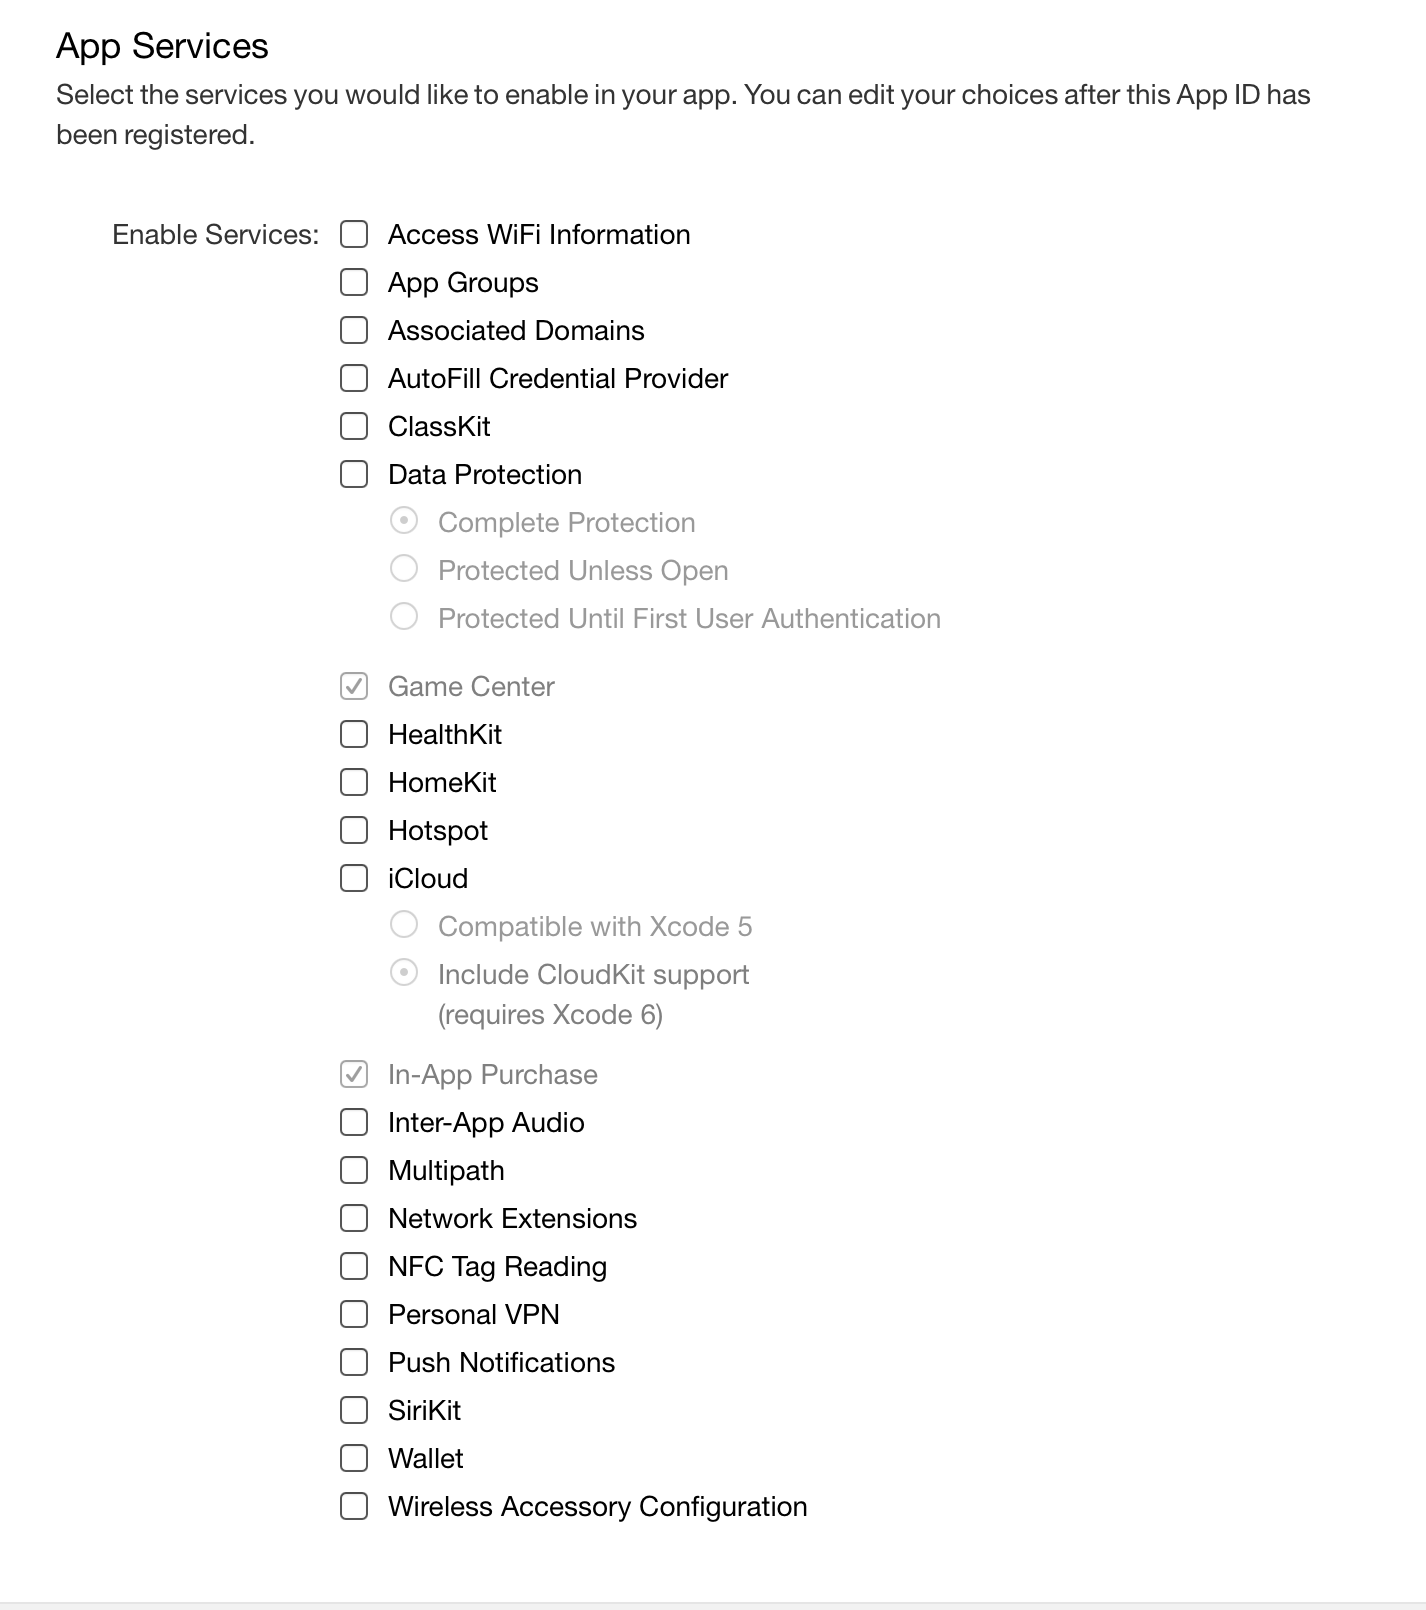 App Services
Select the services you would like to enable in your app. You can edit your choices after this App ID has
been registered.
Enable Services: Access WiFi Information
App Groups
Associated Domains
AutoFill Credential Provider
ClassKit
Data Protection
Complete Protection
Protected Unless Open
Protected Until First User Authentication
Game Center
HealthKit
HomeKit
Hotspot
iCloud
Compatible with Xcode 5
Include CloudKit support
(requires Xcode 6)
In-App Purchase
Inter-App Audio
Multipath
Network Extensions
NFC Tag Reading
Personal VPN
Push Notifications
SiriKit
Wallet
Wireless Accessory Configuration